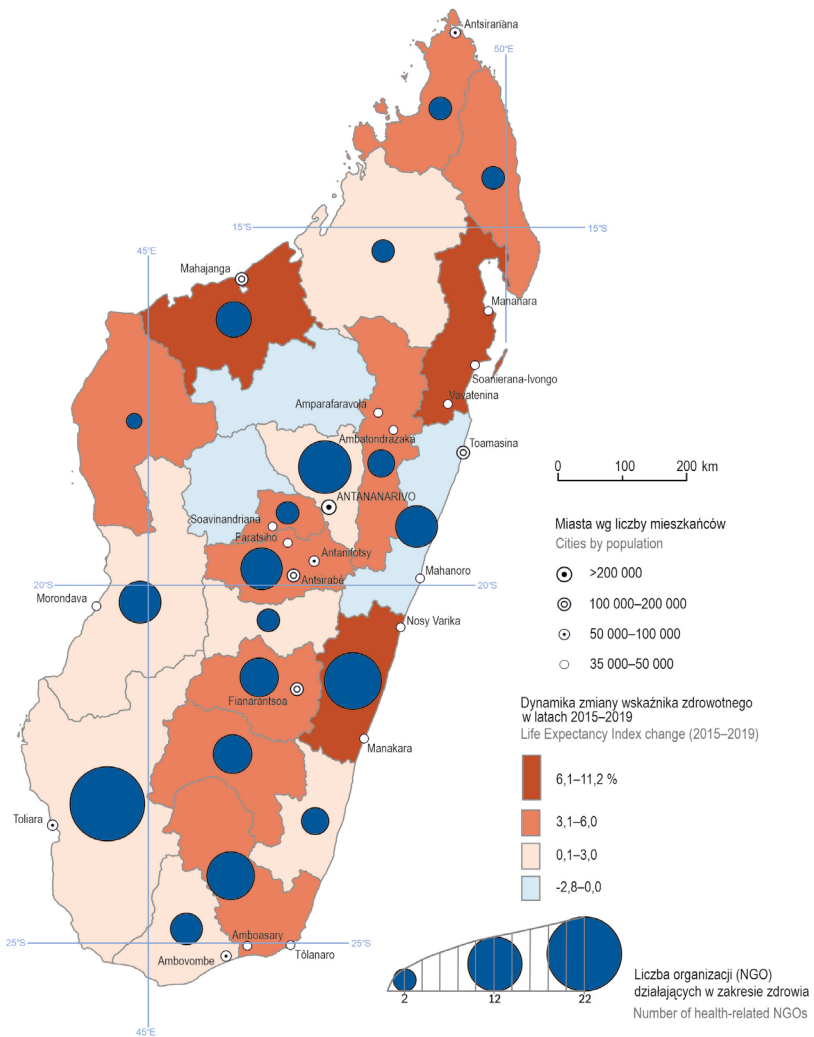 Antsirañana
50°E
15°S
15°S
45°E
Mahajanga
Mananara
Soanierana-Ivongo
Vavatenina
Amparafaravola
Ambatondrazaka
Toamasina
0 100 200 km
ANTANANARIVO
Soavinandriana
Faratsiho
Antanifotsy
Antsirabe
Mahanoro
20°S
20°S
Morondava
Nosy Varika
Fianarantsoa
Manakara
Toliara
25°S
25°S
Amboasary
Ambovombe
Tôlanaro
45°E
Miasta wg liczby mieszkańców
Cities by population
>200 000
100 000–200 000
50 000–100 000
35 000–50 000
Dynamika zmiany wskaźnika zdrowotnego
w latach 2015–2019
Life Expectancy Index change (2015–2019)
6,1–11,2 %
3,1–6,0
0,1–3,0
-2,8–0,0
2 12 22
Liczba organizacji (NGO)
działających w zakresie zdrowia
Number of health-related NGOs